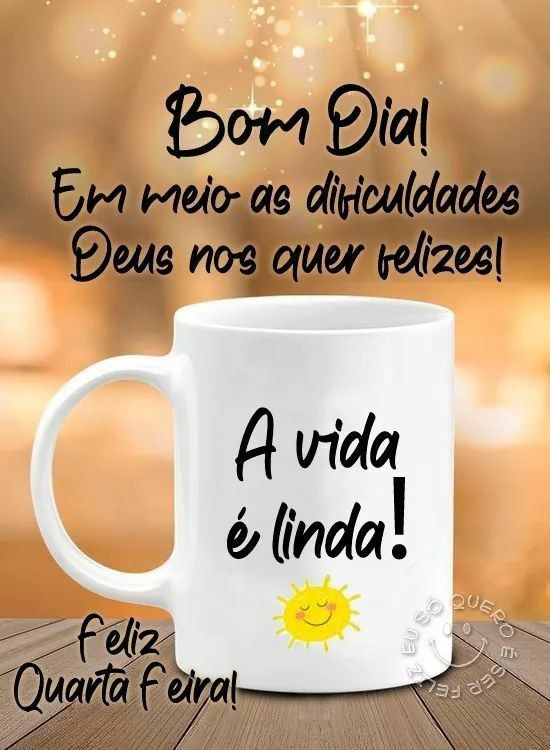 Bom Dia!
Em meio as dificuldades
Deus nos quer felizes!
A vida
é linda!
Feliz
Quarta Feira!
EU SÓ QUERO É SER FELIZ